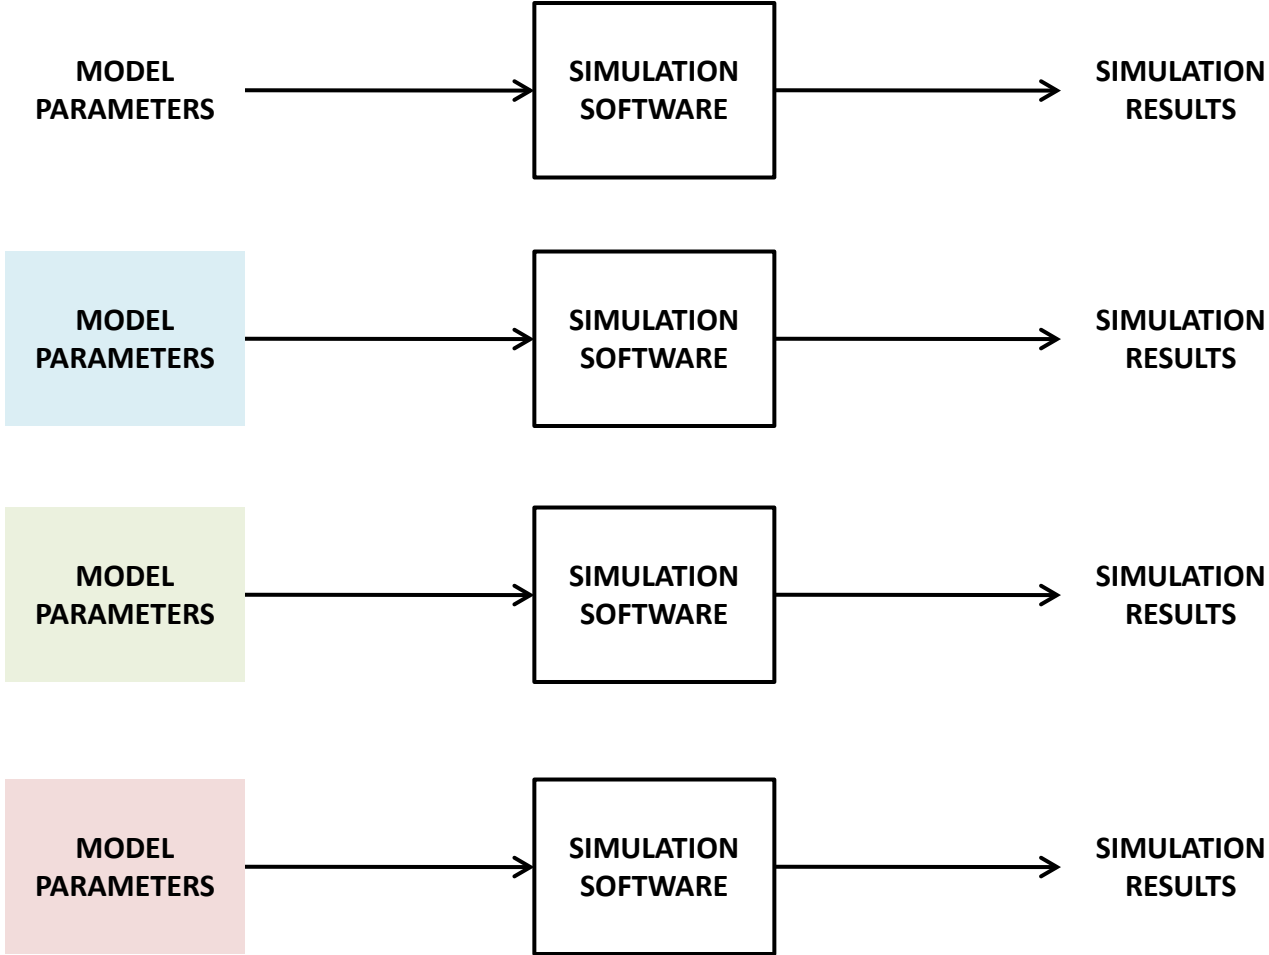 MODEL
PARAMETERS
SIMULATION
SOFTWARE
SIMULATION
RESULTS
MODEL
PARAMETERS
SIMULATION
SOFTWARE
SIMULATION
RESULTS
MODEL
PARAMETERS
SIMULATION
SOFTWARE
SIMULATION
RESULTS
MODEL
PARAMETERS
SIMULATION
SOFTWARE
SIMULATION
RESULTS